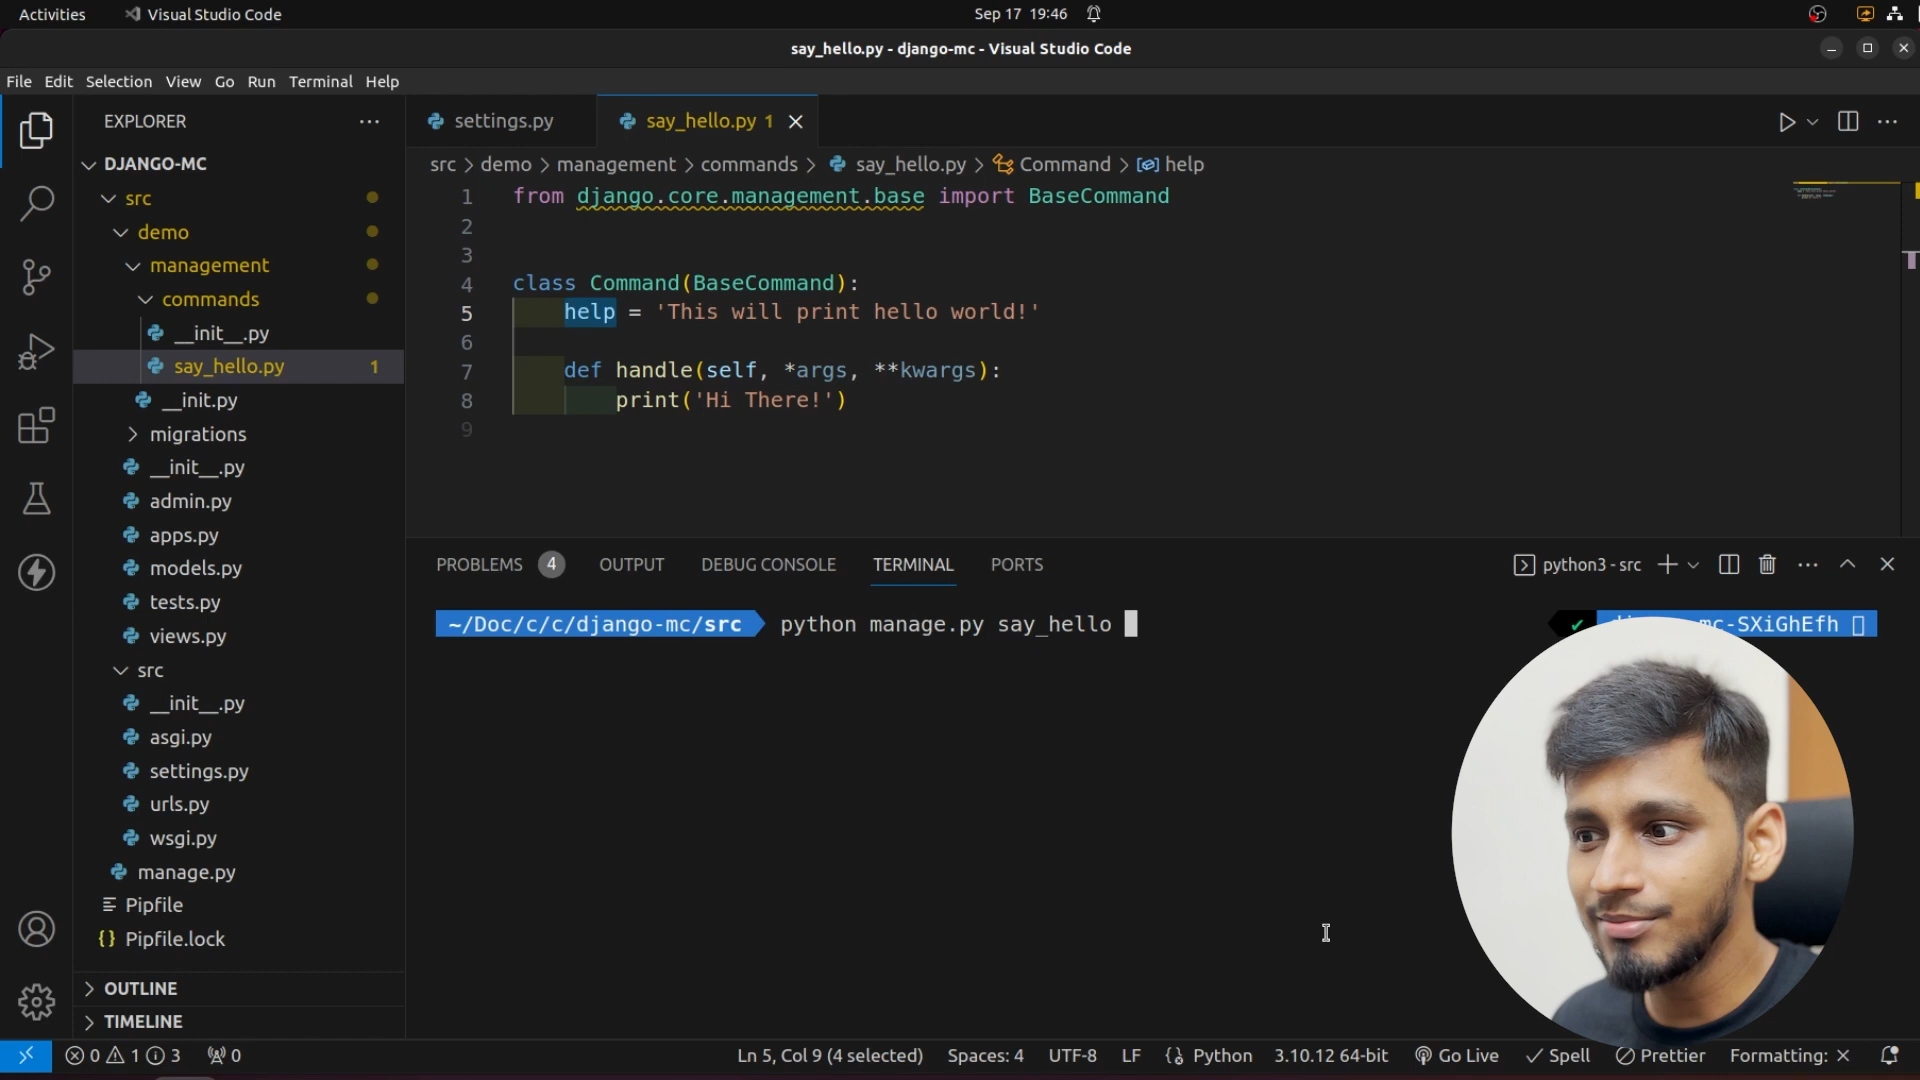 Activities Visual Studio Code Sep 17 19:46
say_hello.py - django-mc - Visual Studio Code
File Edit Selection View Go Run Terminal Help
EXPLORER
DJANGO-MC
src
demo
management
commands
__init__.py
say_hello.py 1
__init.py
migrations
__init__.py
admin.py
apps.py
models.py
tests.py
views.py
src
__init__.py
asgi.py
settings.py
urls.py
wsgi.py
manage.py
Pipfile
{} Pipfile.lock
OUTLINE
TIMELINE
settings.py say_hello.py 1
src > demo > management > commands > say_hello.py > Command > help
1 from django.core.management.base import BaseCommand
2
3
4 class Command(BaseCommand):
5 help = 'This will print hello world!'
6
7 def handle(self, *args, **kwargs):
8 print('Hi There!')
9
PROBLEMS 4 OUTPUT DEBUG CONSOLE TERMINAL PORTS python3 - src
~/Doc/c/c/django-mc/src python manage.py say_hello mc-SXiGhEfh
0 1 3 0 Ln 5, Col 9 (4 selected) Spaces: 4 UTF-8 LF Python 3.10.12 64-bit Go Live Spell Prettier Formatting: ×